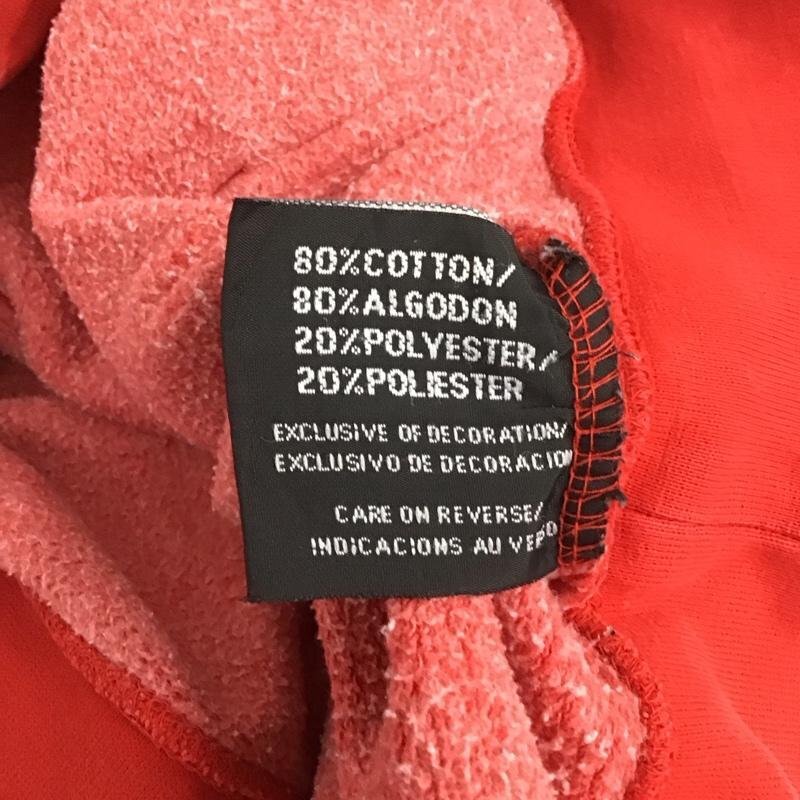 80%COTTON/
80%ALGODON
20%POLYESTER/
20%POLIESTER
EXCLUSIVE OF DECORATION/
EXCLUSIVO DE DECORACION
CARE ON REVERSE/
INDICACIONS AU